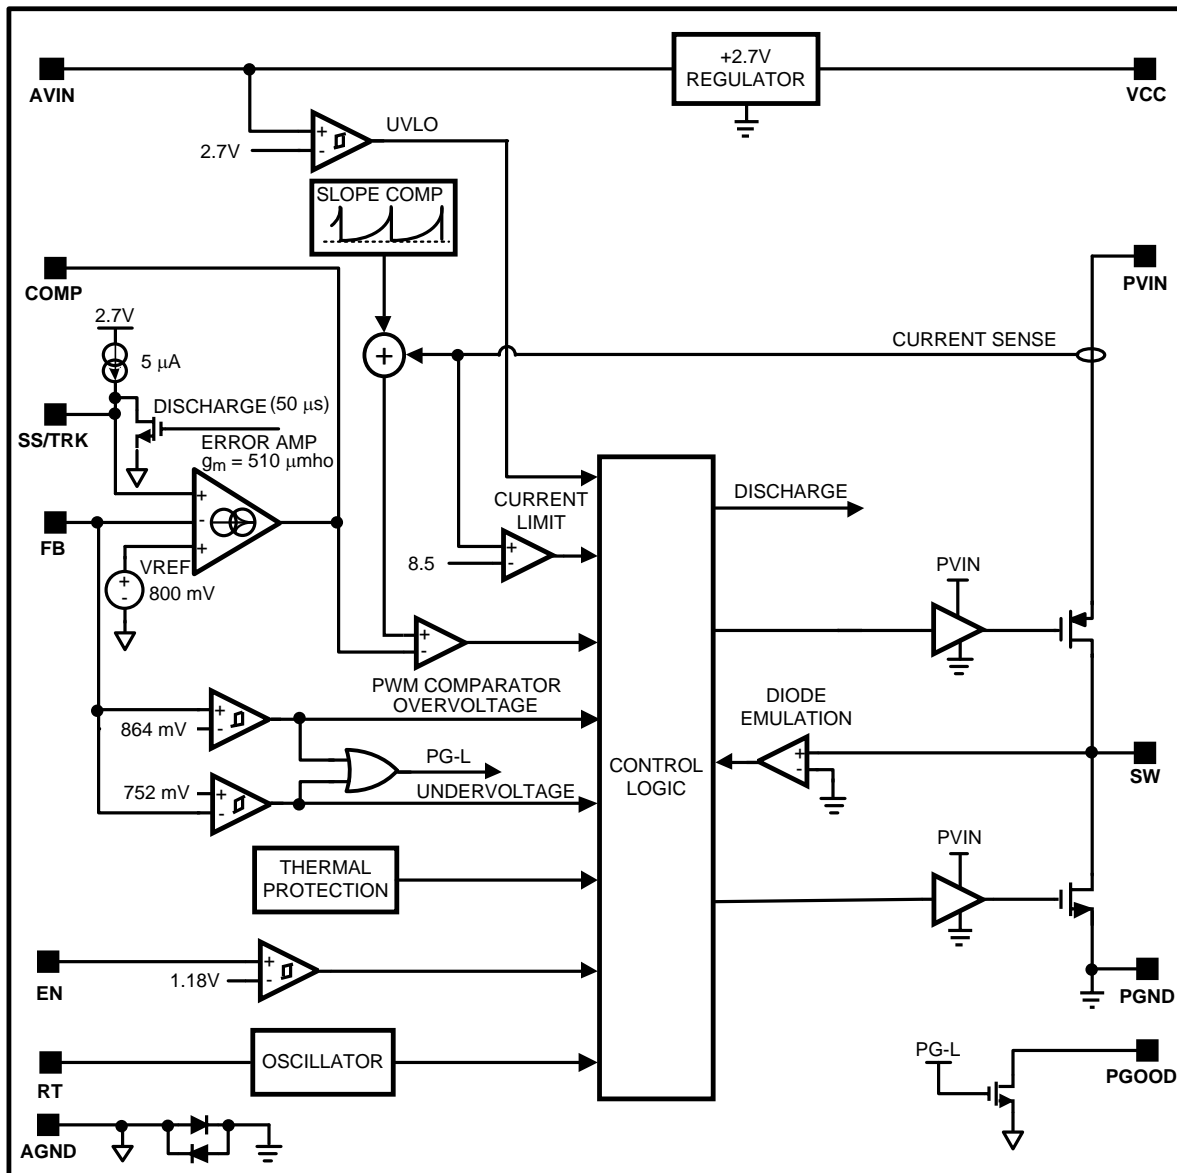 AVIN
+2.7V
REGULATOR
VCC
UVLO
+
-
2.7V
SLOPE COMP
COMP
PVIN
2.7V
5 μA
+
CURRENT SENSE
SS/TRK
DISCHARGE (50 μs)
ERROR AMP
gm = 510 μmho
+
-
+
FB
VREF
+
-
800 mV
CURRENT
LIMIT
+
-
8.5
DISCHARGE
PVIN
+
-
PWM COMPARATOR
OVERVOLTAGE
+
-
864 mV
PG-L
752 mV
+
-
UNDERVOLTAGE
CONTROL
LOGIC
DIODE
EMULATION
+
-
SW
THERMAL
PROTECTION
PVIN
EN
+
-
1.18V
PGND
RT
OSCILLATOR
PG-L
PGOOD
AGND